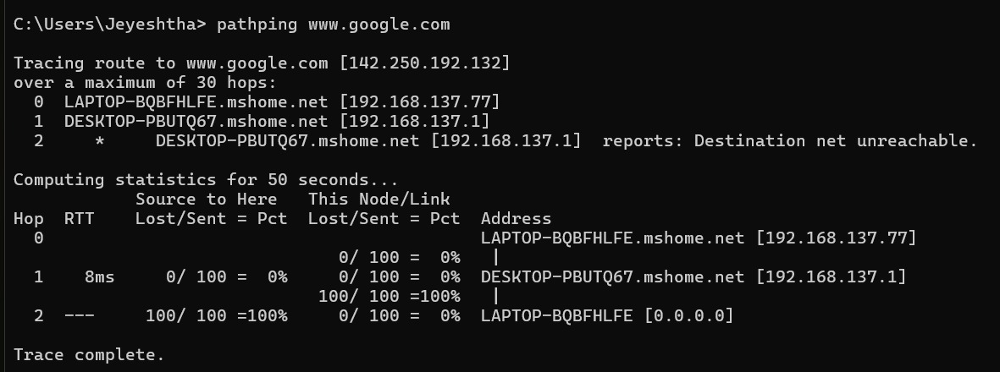 C:\Users\Jeyeshtha> pathping www.google.com
Tracing route to www.google.com [142.250.192.132]
over a maximum of 30 hops:
  0  LAPTOP-BQBFHLFE.mshome.net [192.168.137.77]
  1  DESKTOP-PBUTQ67.mshome.net [192.168.137.1]
  2     *     DESKTOP-PBUTQ67.mshome.net [192.168.137.1]  reports: Destination net unreachable.
Computing statistics for 50 seconds...
            Source to Here   This Node/Link
Hop  RTT    Lost/Sent = Pct  Lost/Sent = Pct  Address
  0                                           LAPTOP-BQBFHLFE.mshome.net [192.168.137.77]
                                0/ 100 =  0%   |
  1    8ms     0/ 100 =  0%     0/ 100 =  0%  DESKTOP-PBUTQ67.mshome.net [192.168.137.1]
                              100/ 100 =100%   |
  2  ---     100/ 100 =100%     0/ 100 =  0%  LAPTOP-BQBFHLFE [0.0.0.0]
Trace complete.